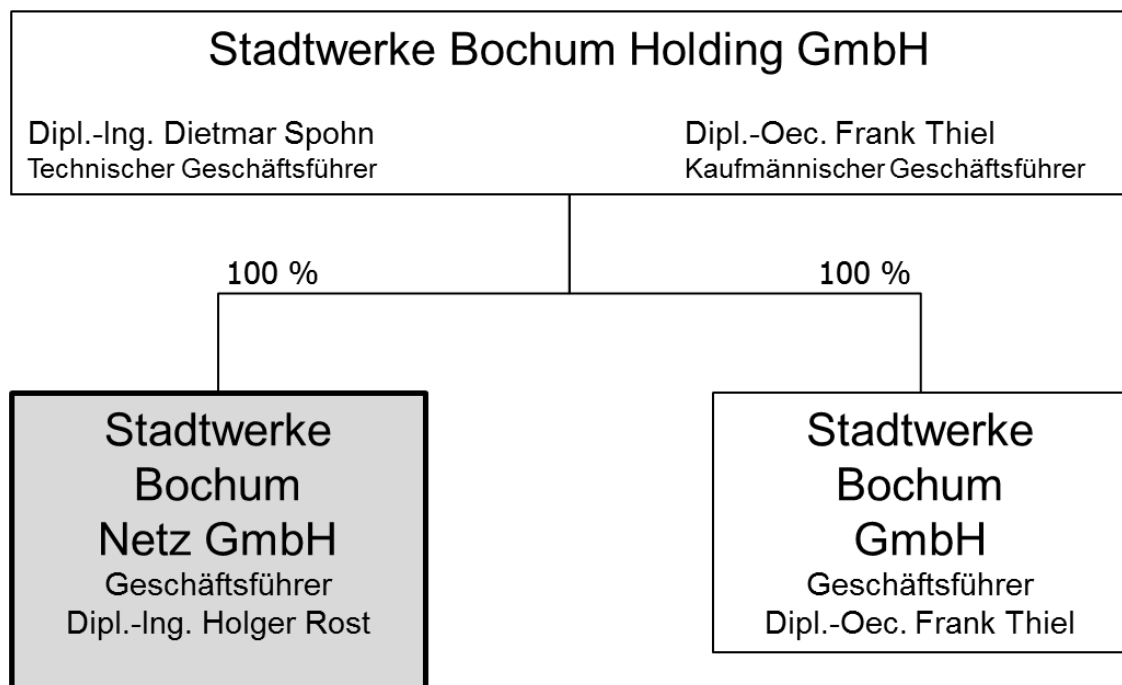 Stadtwerke Bochum Holding GmbH
Dipl.-Ing. Dietmar Spohn
Technischer Geschäftsführer
Dipl.-Oec. Frank Thiel
Kaufmännischer Geschäftsführer
100 %
100 %
Stadtwerke
Bochum
Netz GmbH
Geschäftsführer
Dipl.-Ing. Holger Rost
Stadtwerke
Bochum
GmbH
Geschäftsführer
Dipl.-Oec. Frank Thiel